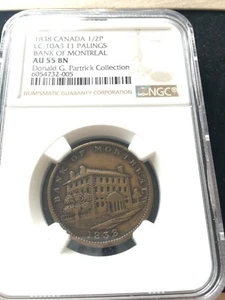 1838 CANADA 1/2P
LC-10A3 11 PALINGS
BANK OF MONTREAL
AU 55 BN
Donald G. Partrick Collection
6054732-005
NUMISMATIC GUARANTY CORPORATION
NGC
BANK OF MONTREAL
1838